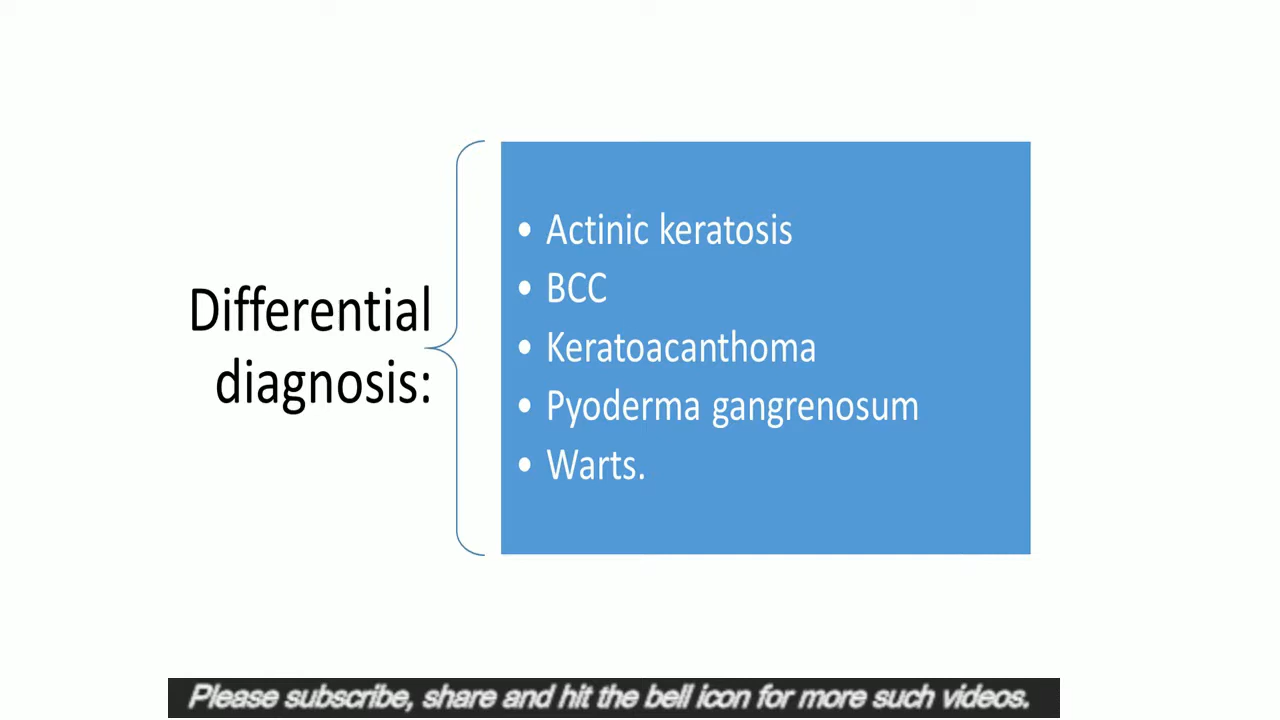 Differential
diagnosis:
• Actinic keratosis
• BCC
• Keratoacanthoma
• Pyoderma gangrenosum
• Warts.
Please subscribe, share and hit the bell icon for more such videos.